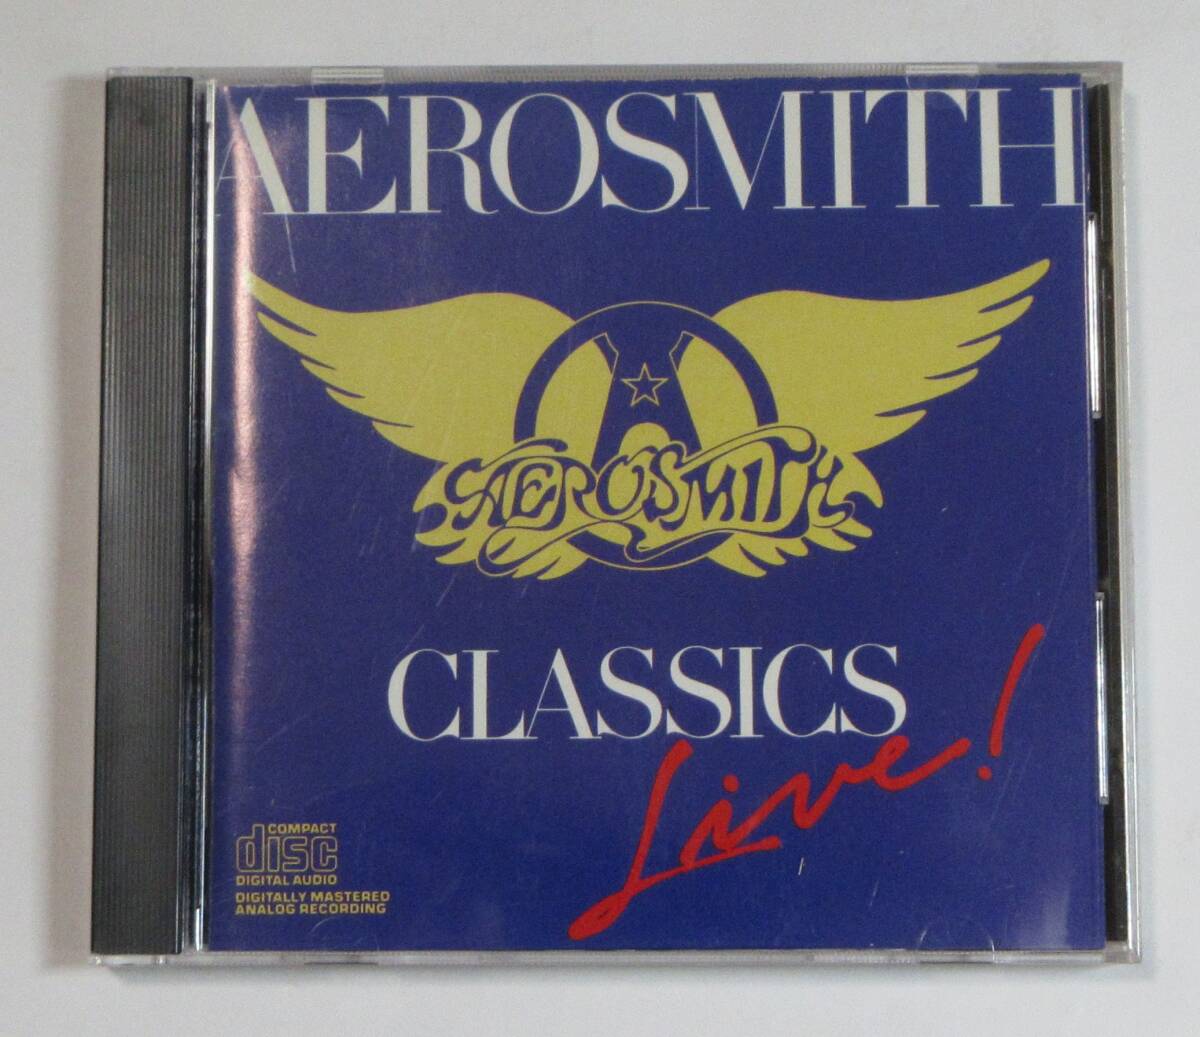 AEROSMITH
AEROSMITH
CLASSICS
Live!
COMPACT
disc
DIGITAL AUDIO
DIGITALLY MASTERED
ANALOG RECORDING